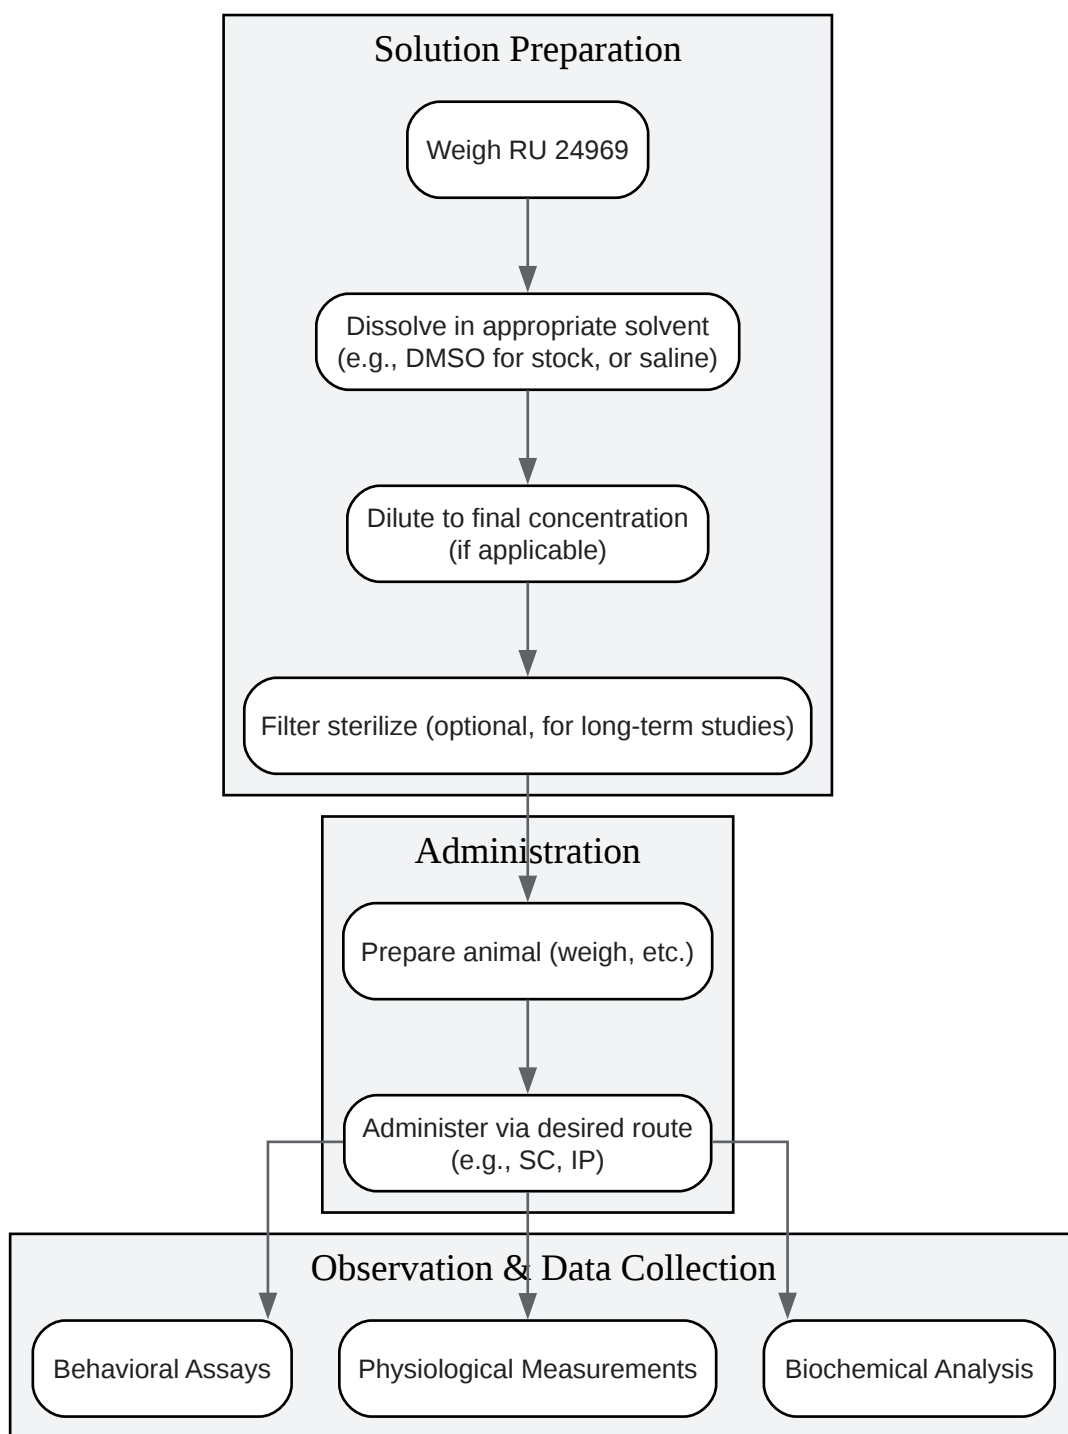 Solution Preparation
Weigh RU 24969
Dissolve in appropriate solvent
(e.g., DMSO for stock, or saline)
Dilute to final concentration
(if applicable)
Filter sterilize (optional, for long-term studies)
Administration
Prepare animal (weigh, etc.)
Administer via desired route
(e.g., SC, IP)
Observation & Data Collection
Behavioral Assays
Physiological Measurements
Biochemical Analysis